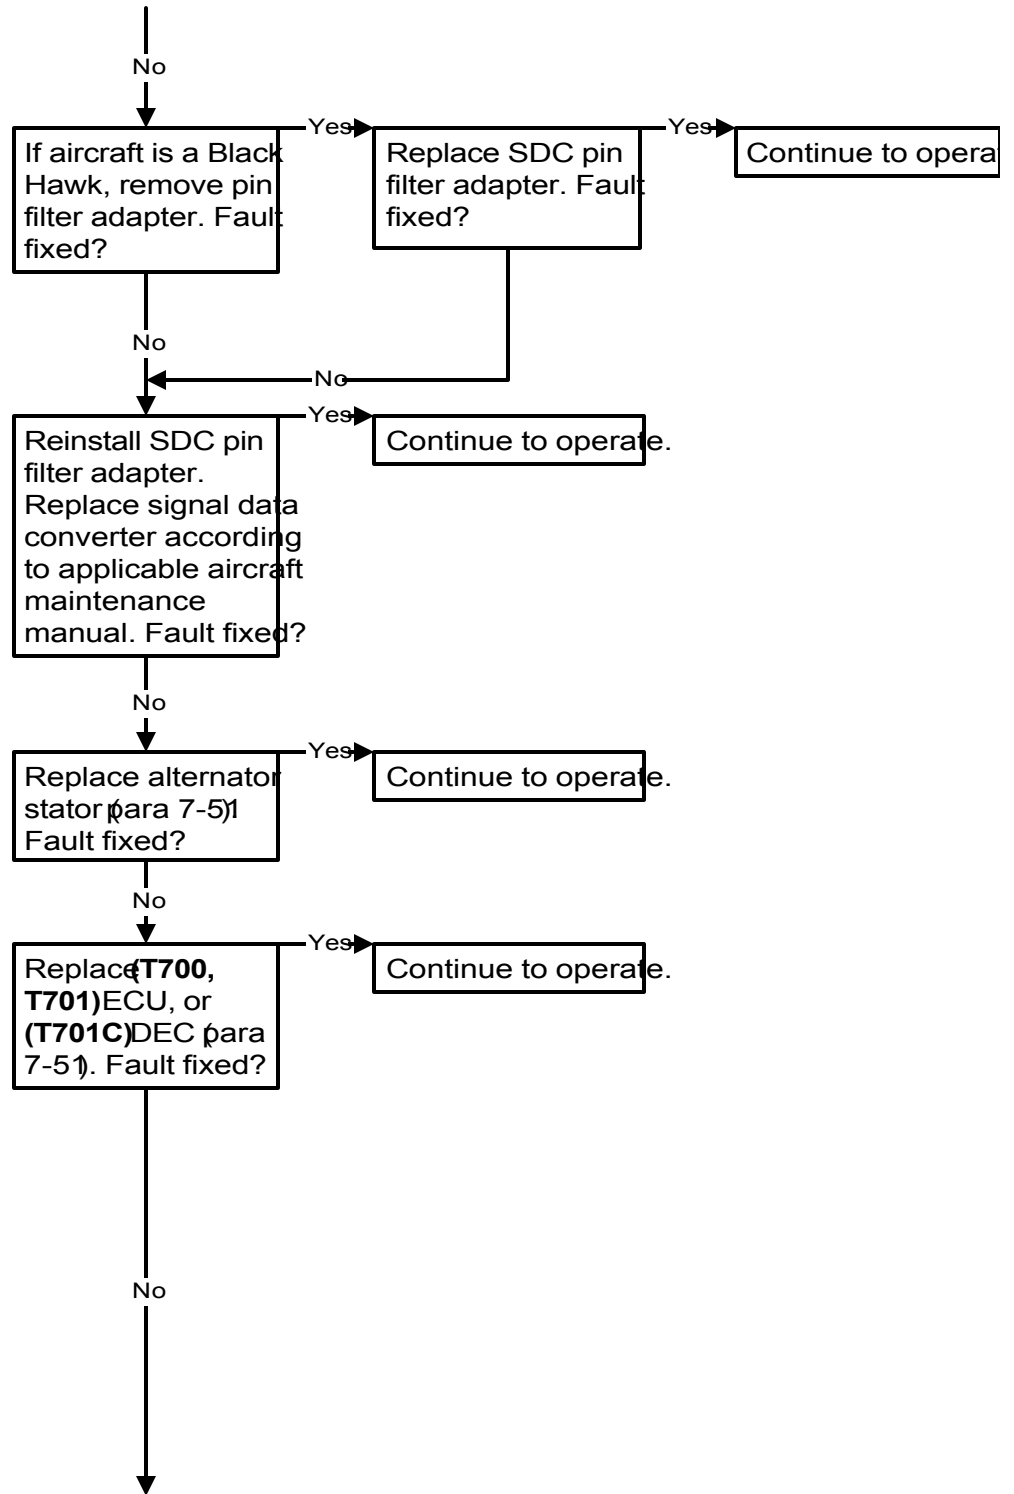 No
If aircraft is a Black
Hawk, remove pin
filter adapter. Fault
fixed?
Yes
Replace SDC pin
filter adapter. Fault
fixed?
Yes
Continue to opera
No
No
Reinstall SDC pin
filter adapter.
Replace signal data
converter according
to applicable aircraft
maintenance
manual. Fault fixed?
Yes
Continue to operate.
No
Replace alternator
stator (para 7-51)
Fault fixed?
Yes
Continue to operate.
No
Replace (T700,
T701) ECU, or
(T701C) DEC (para
7-51). Fault fixed?
Yes
Continue to operate.
No